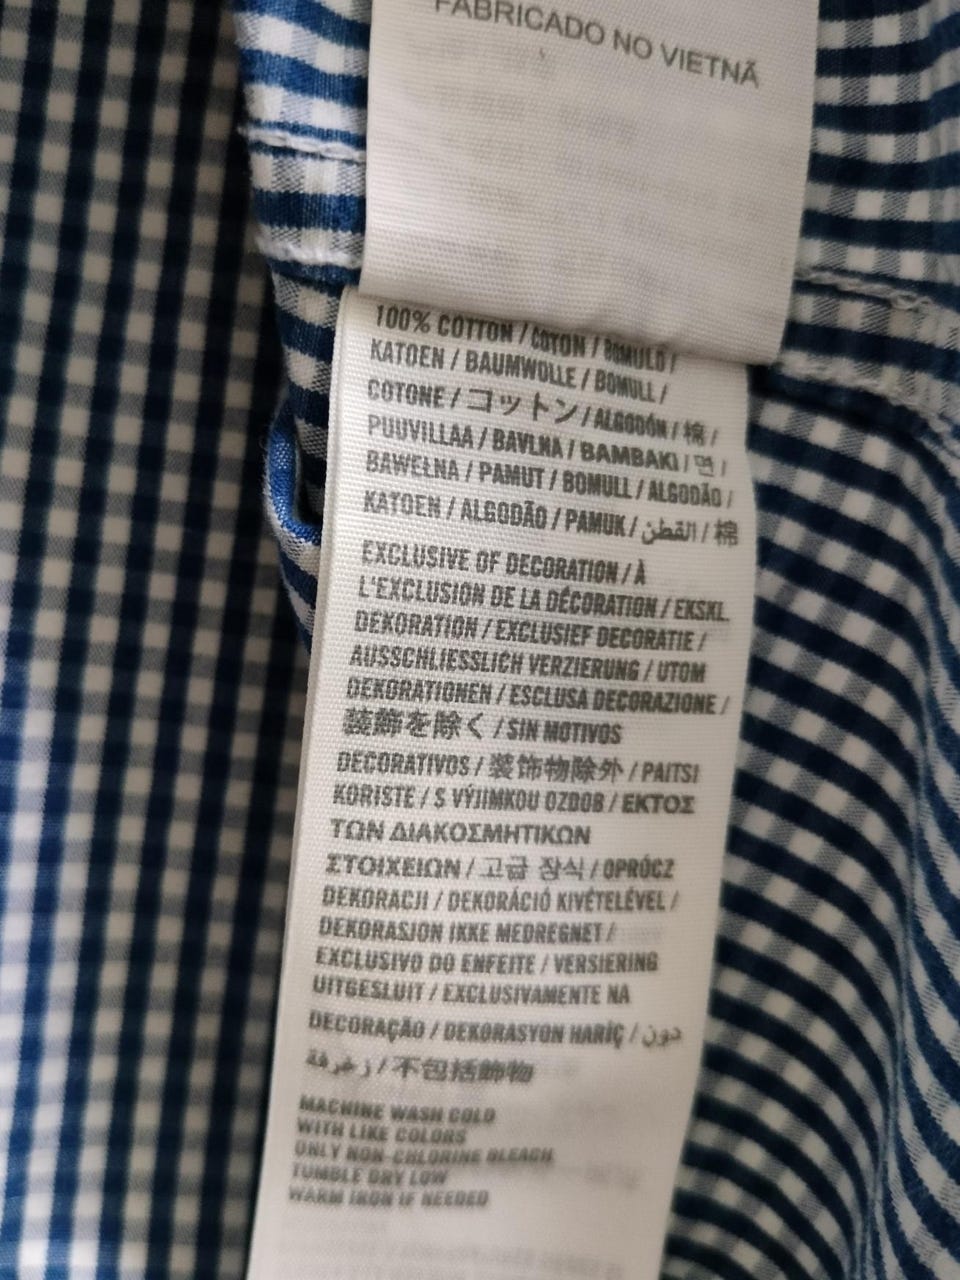 FABRICADO NO VIETNÃ
100% COTTON / COTON / BOMULD /
KATOEN / BAUMWOLLE / BOMULL /
COTONE / コットン / ALGODÓN / 棉 /
PUUVILLAA / BAVLNA / BAMBAKI / 면 /
BAWEŁNA / PAMUT / BOMULL / ALGODÃO /
KATOEN / ALGODÃO / PAMUK / القطن / 棉
EXCLUSIVE OF DECORATION / À
L'EXCLUSION DE LA DÉCORATION / EKSKL.
DEKORATION / EXCLUSIEF DECORATIE /
AUSSCHLIESSLICH VERZIERUNG / UTOM
DEKORATIONEN / ESCLUSA DECORAZIONE /
装飾を除く / SIN MOTIVOS
DECORATIVOS / 装饰物除外 / PAITSI
KORISTE / S VÝJIMKOU OZDOB / ΕΚΤΟΣ
ΤΩΝ ΔΙΑΚΟΣΜΗΤΙΚΩΝ
ΣΤΟΙΧΕΙΩΝ / 고급 장식 / OPRÓCZ
DEKORACJI / DEKORÁCIÓ KIVÉTELÉVEL /
DEKORASJON IKKE MEDREGNET /
EXCLUSIVO DO ENFEITE / VERSIERING
UITGESLUIT / EXCLUSIVAMENTE NA
DECORAÇÃO / DEKORASYON HARİÇ / دون
زخرفة / 不包括飾物
MACHINE WASH COLD
WITH LIKE COLORS
ONLY NON-CHLORINE BLEACH
TUMBLE DRY LOW
WARM IRON IF NEEDED